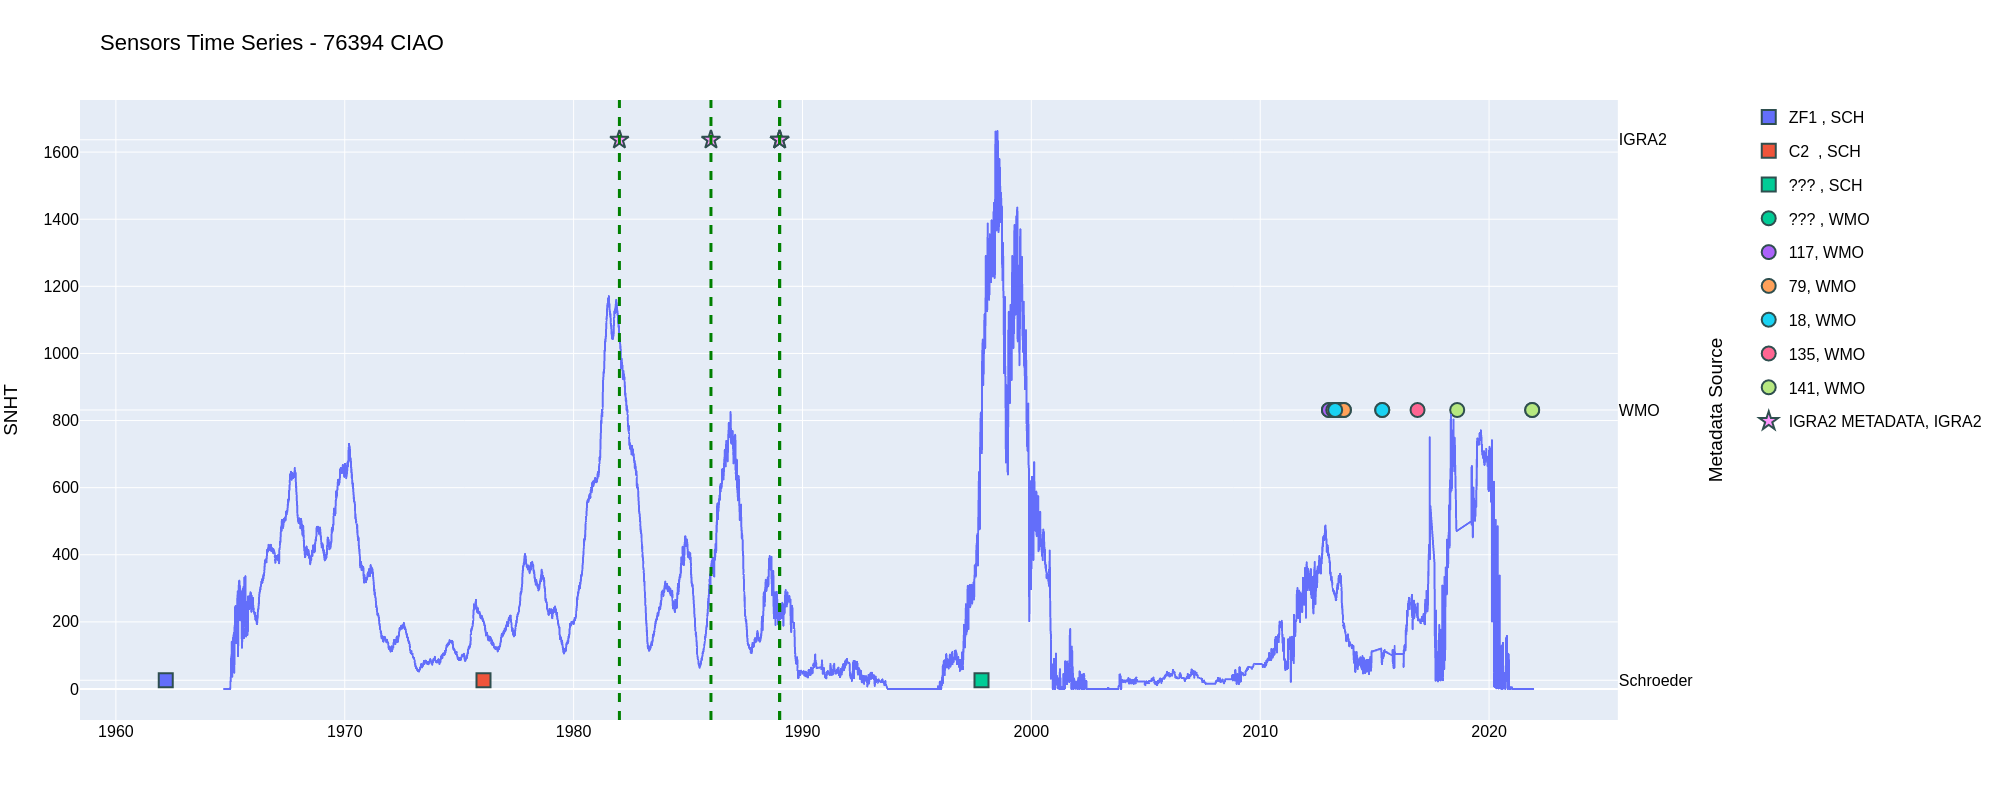 Sensors Time Series - 76394 CIAO
SNHT
1600
1400
1200
1000
800
600
400
200
0
1960
1970
1980
1990
2000
2010
2020
IGRA2
WMO
Schroeder
Metadata Source
ZF1 , SCH
C2  , SCH
??? , SCH
??? , WMO
117, WMO
79, WMO
18, WMO
135, WMO
141, WMO
IGRA2 METADATA, IGRA2